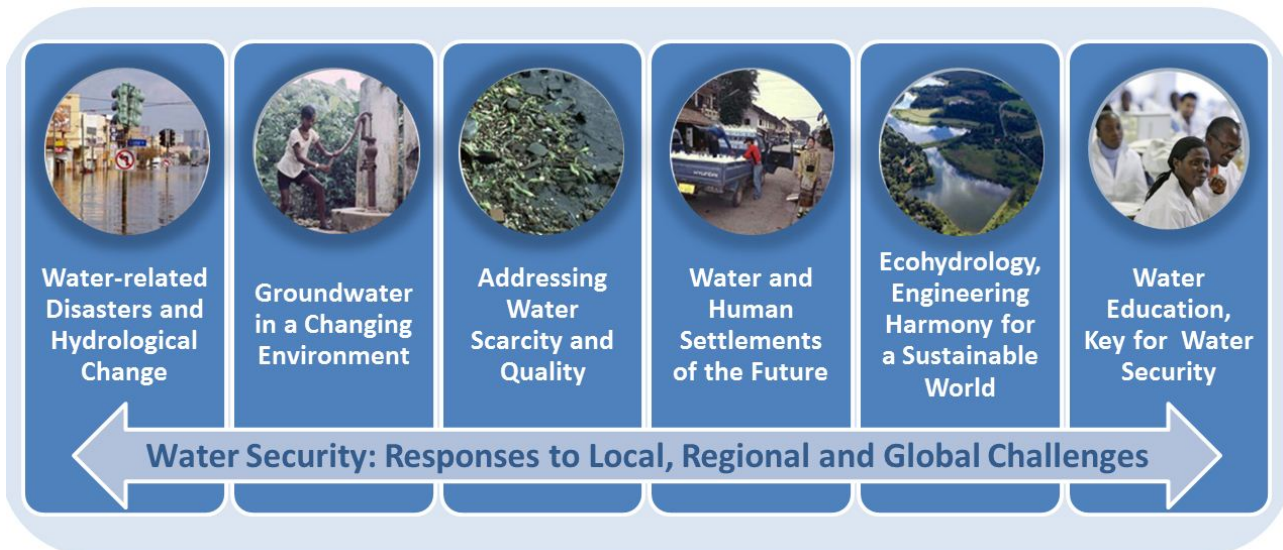 Water-related
Disasters and
Hydrological
Change
Groundwater
in a Changing
Environment
Addressing
Water
Scarcity and
Quality
Water and
Human
Settlements
of the Future
Ecohydrology,
Engineering
Harmony for
a Sustainable
World
Water
Education,
Key for Water
Security
Water Security: Responses to Local, Regional and Global Challenges